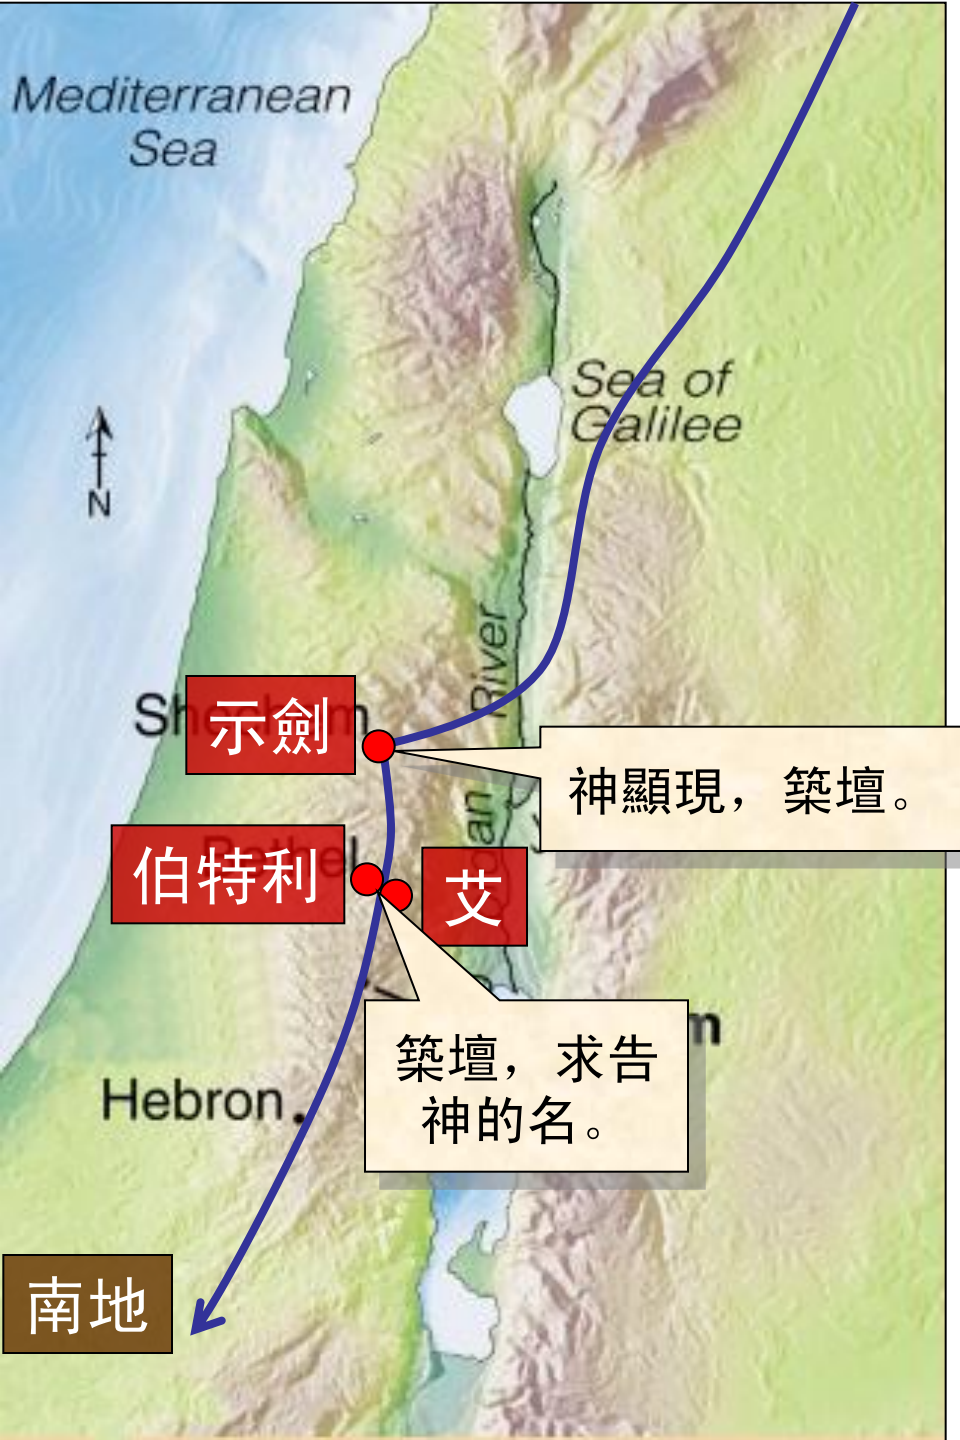 Mediterranean
Sea
Sea of
Galilee
N
River
示劍
神顯現，築壇。
伯特利
艾
築壇，求告
神的名。
Hebron
南地